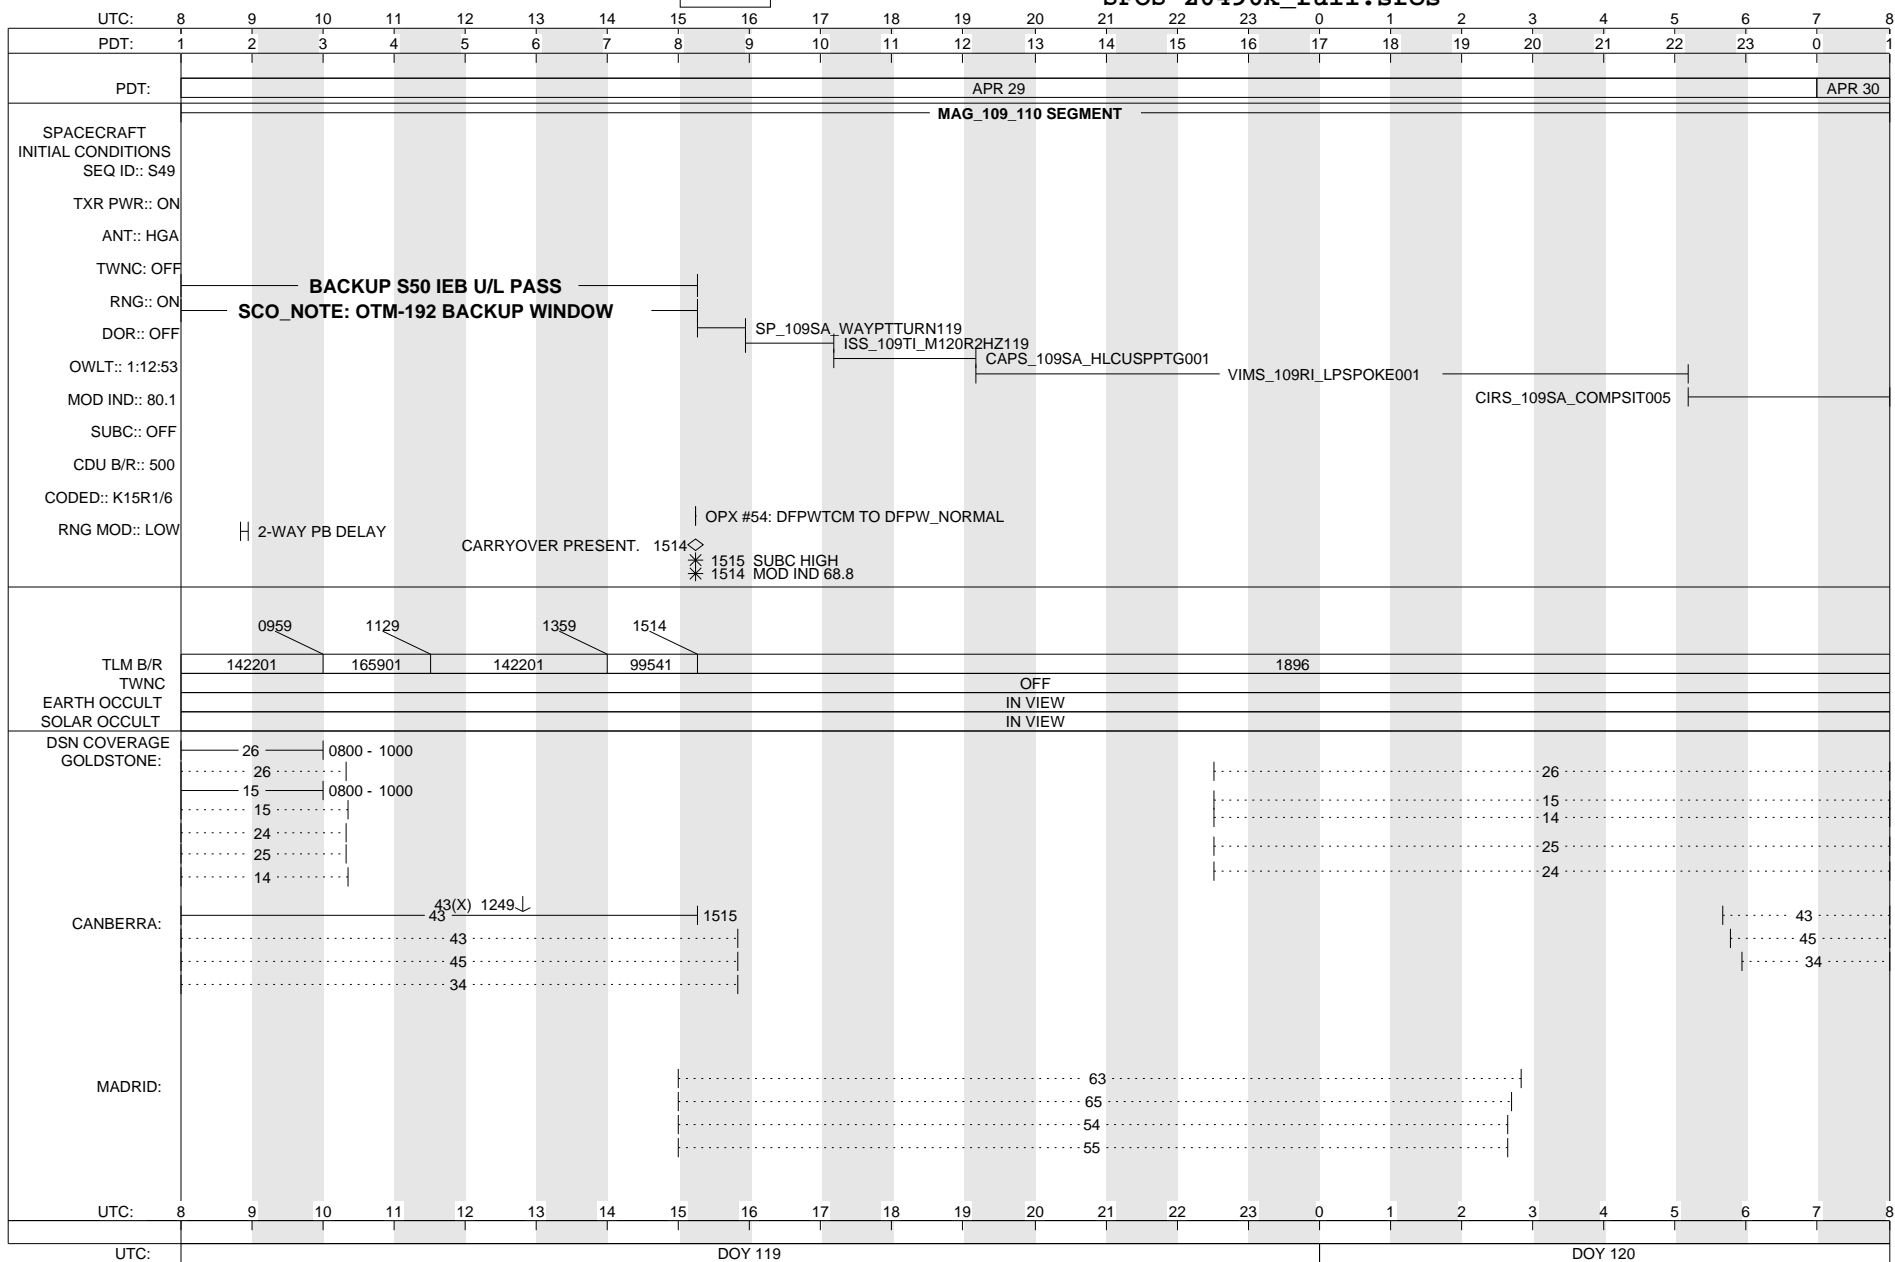 UTC: 8 9 10 11 12 13 14 15 16 17 18 19 20 21 22 23 0 1 2 3 4 5 6 7 8
PDT: 1 2 3 4 5 6 7 8 9 10 11 12 13 14 15 16 17 18 19 20 21 22 23 0 1
PDT: APR 29 APR 30
MAG_109_110 SEGMENT
SPACECRAFT
INITIAL CONDITIONS
SEQ ID:: S49
TXR PWR:: ON
ANT:: HGA
TWNC: OFF
BACKUP S50 IEB U/L PASS
RNG:: ON
SCO_NOTE: OTM-192 BACKUP WINDOW
DOR:: OFF
SP_109SA_WAYPTTURN119
ISS_109TI_M120R2HZ119
OWLT:: 1:12:53
CAPS_109SA_HLCUSPPTG001
VIMS_109RI_LPSPOKE001
MOD IND:: 80.1
CIRS_109SA_COMPSIT005
SUBC:: OFF
CDU B/R:: 500
CODED:: K15R1/6
OPX #54: DFPWTCM TO DFPW_NORMAL
RNG MOD:: LOW
2-WAY PB DELAY
CARRYOVER PRESENT. 1514
1515 SUBC HIGH
1514 MOD IND 68.8
0959 1129 1359 1514
TLM B/R 142201 165901 142201 99541 1896
TWNC OFF
EARTH OCCULT IN VIEW
SOLAR OCCULT IN VIEW
DSN COVERAGE
GOLDSTONE:
26 0800 - 1000
26 26
15 0800 - 1000
15 15
14
24
25 25
14 24
CANBERRA:
43(X) 1249
43 1515 43
43 45
45 34
34
MADRID:
63
65
54
55
UTC: 8 9 10 11 12 13 14 15 16 17 18 19 20 21 22 23 0 1 2 3 4 5 6 7 8
UTC: DOY 119 DOY 120